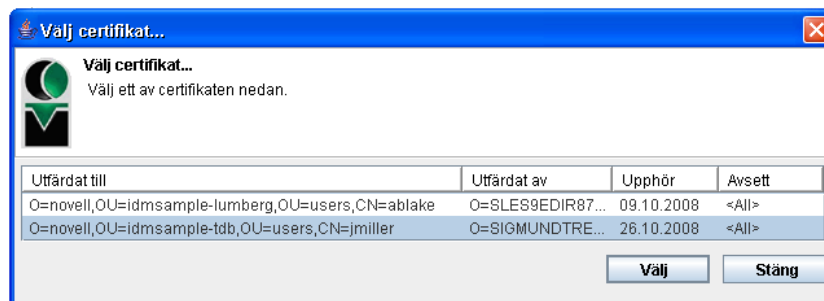 Välj certifikat...
Välj certifikat...
Välj ett av certifikaten nedan.
Utfärdat till Utfärdat av Upphör Avsett
O=novell,OU=idmsample-lumberg,OU=users,CN=ablake O=SLES9EDIR87... 09.10.2008 <All>
O=novell,OU=idmsample-tdb,OU=users,CN=jmiller O=SIGMUNDTRE... 26.10.2008 <All>
Välj Stäng